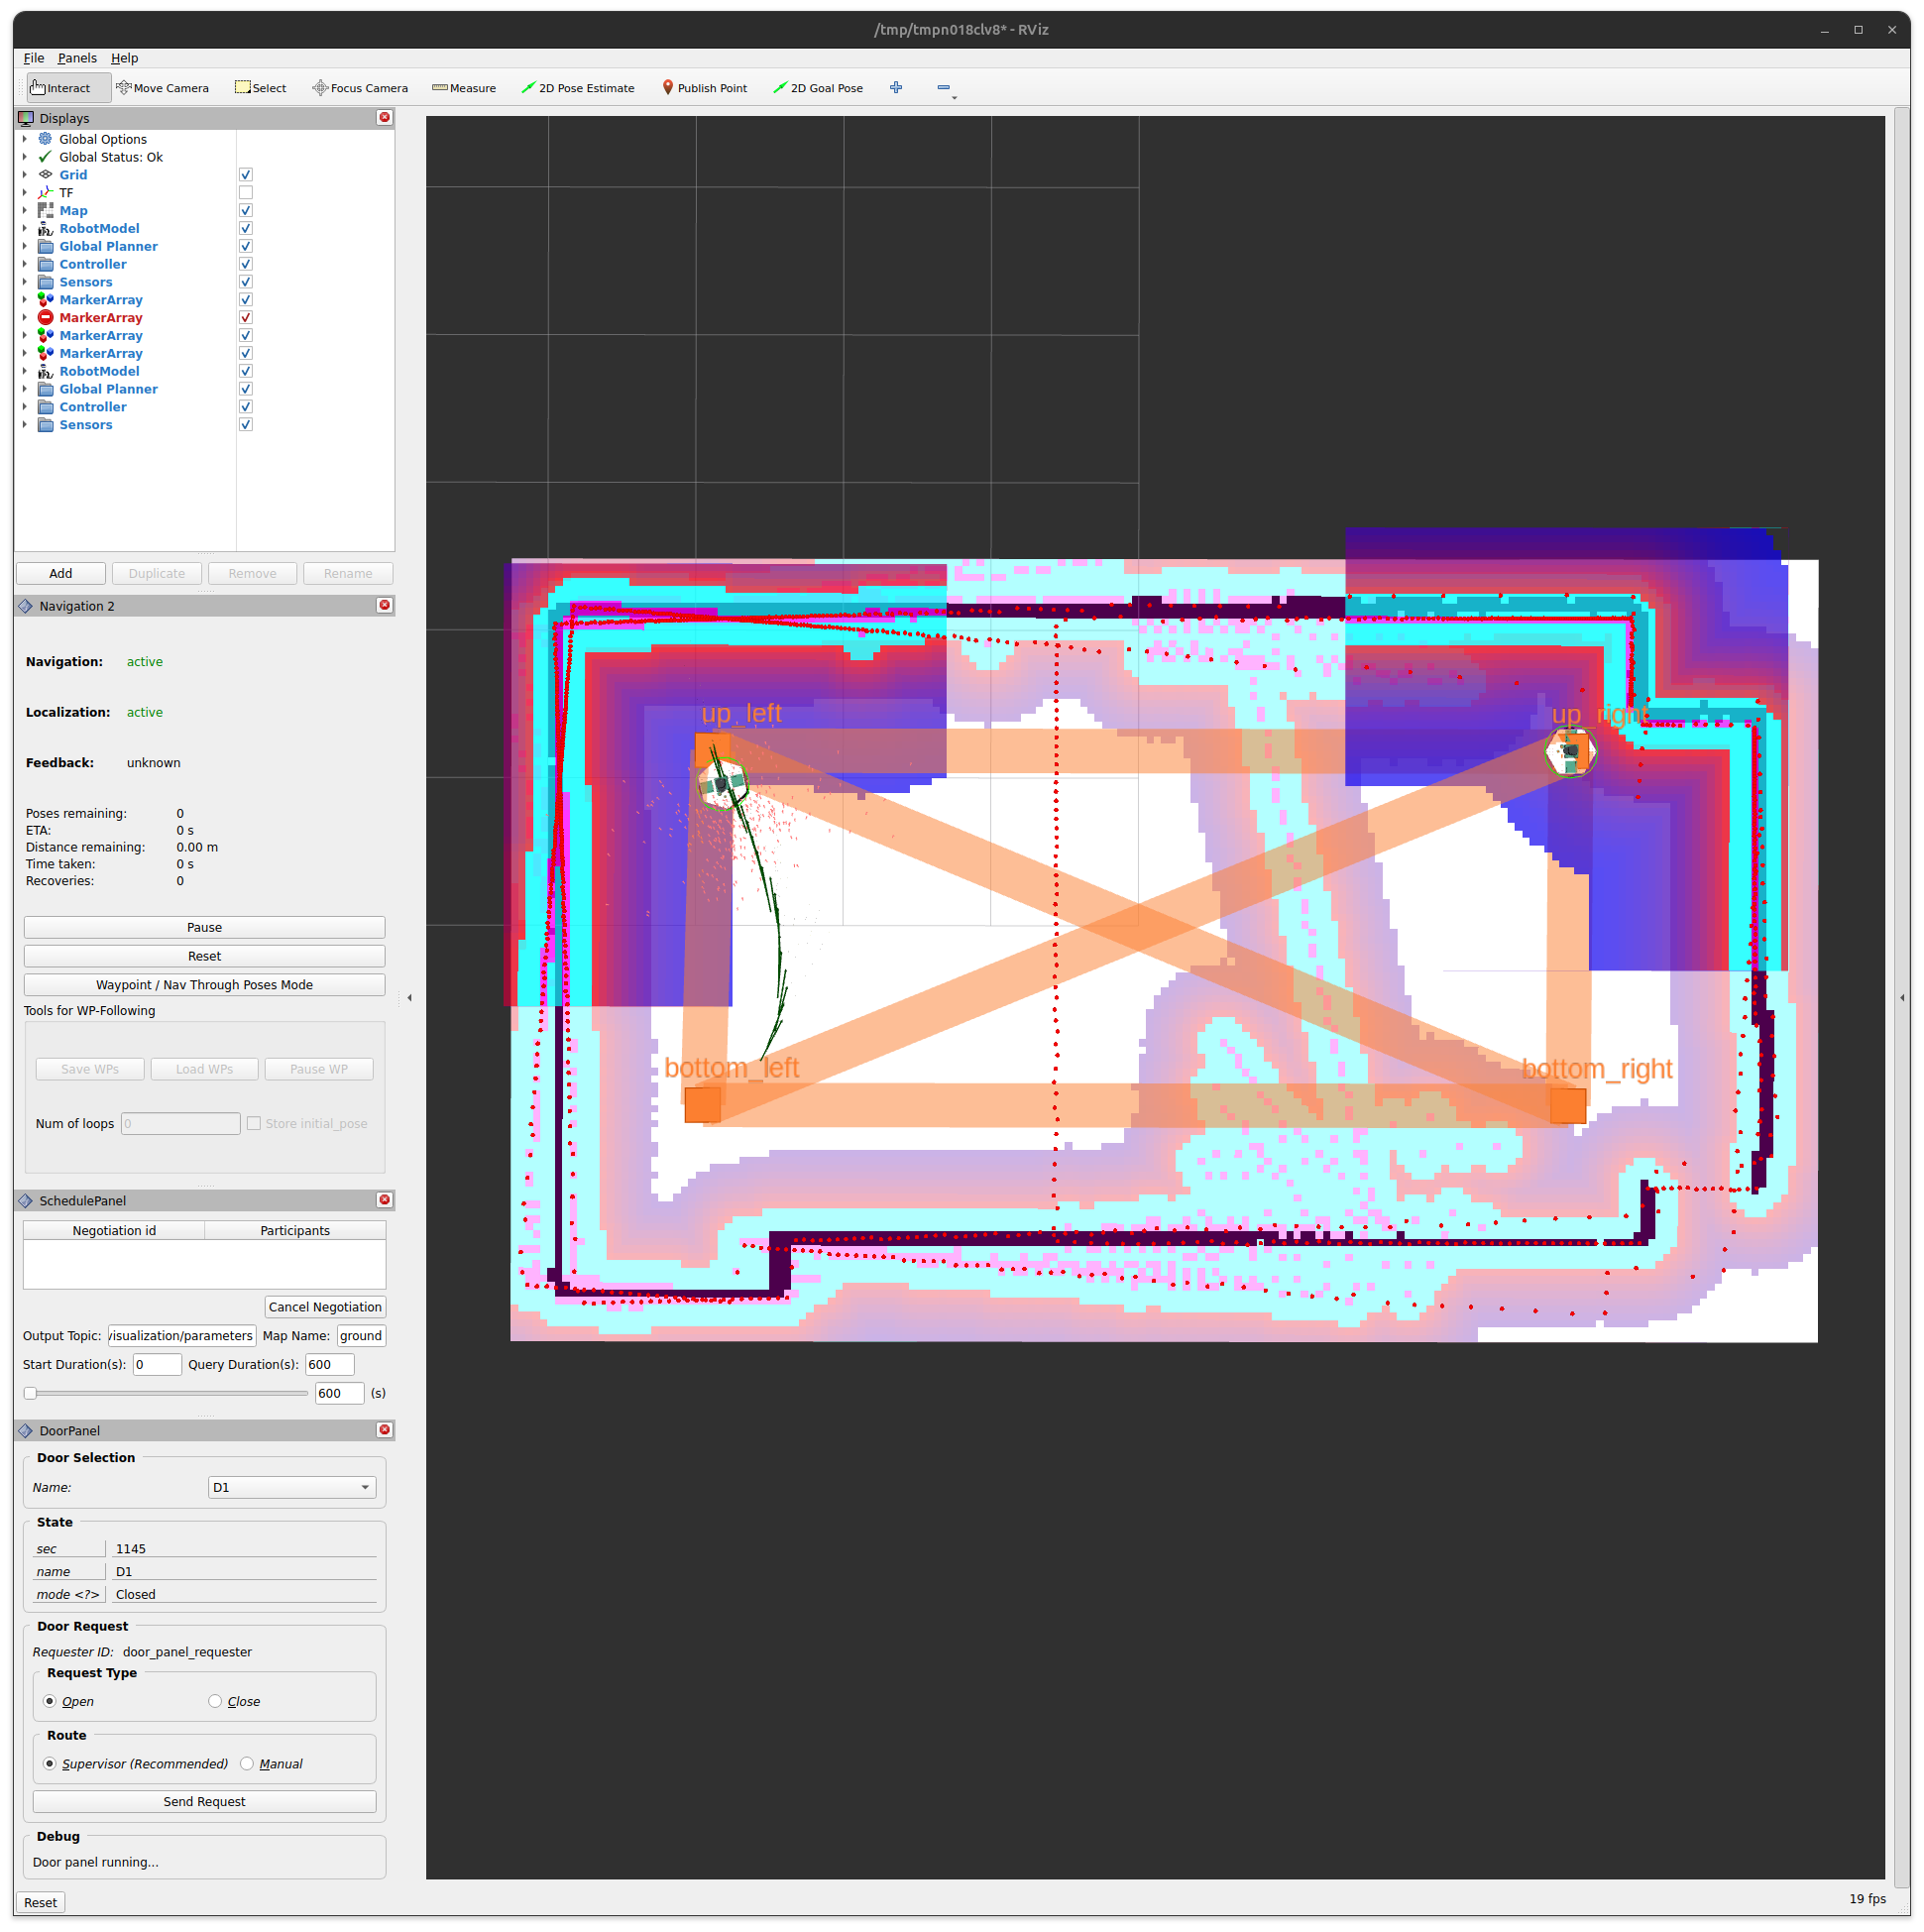 /tmp/tmpn018clv8* - RViz
File Panels Help
Interact Move Camera Select Focus Camera Measure 2D Pose Estimate Publish Point 2D Goal Pose
Displays
Global Options
Global Status: Ok
Grid
TF
Map
RobotModel
Global Planner
Controller
Sensors
MarkerArray
MarkerArray
MarkerArray
MarkerArray
RobotModel
Global Planner
Controller
Sensors
Add Duplicate Remove Rename
Navigation 2
Navigation: active
Localization: active
Feedback: unknown
Poses remaining: 0
ETA: 0 s
Distance remaining: 0.00 m
Time taken: 0 s
Recoveries: 0
Pause
Reset
Waypoint / Nav Through Poses Mode
Tools for WP-Following
Save WPs Load WPs Pause WP
Num of loops 0 Store initial_pose
SchedulePanel
Negotiation id Participants
Cancel Negotiation
Output Topic: visualization/parameters Map Name: ground
Start Duration(s): 0 Query Duration(s): 600
600 (s)
DoorPanel
Door Selection
Name: D1
State
sec 1145
name D1
mode <?> Closed
Door Request
Requester ID: door_panel_requester
Request Type
Open Close
Route
Supervisor (Recommended) Manual
Send Request
Debug
Door panel running...
Reset
up_left
up_right
bottom_left
bottom_right
19 fps